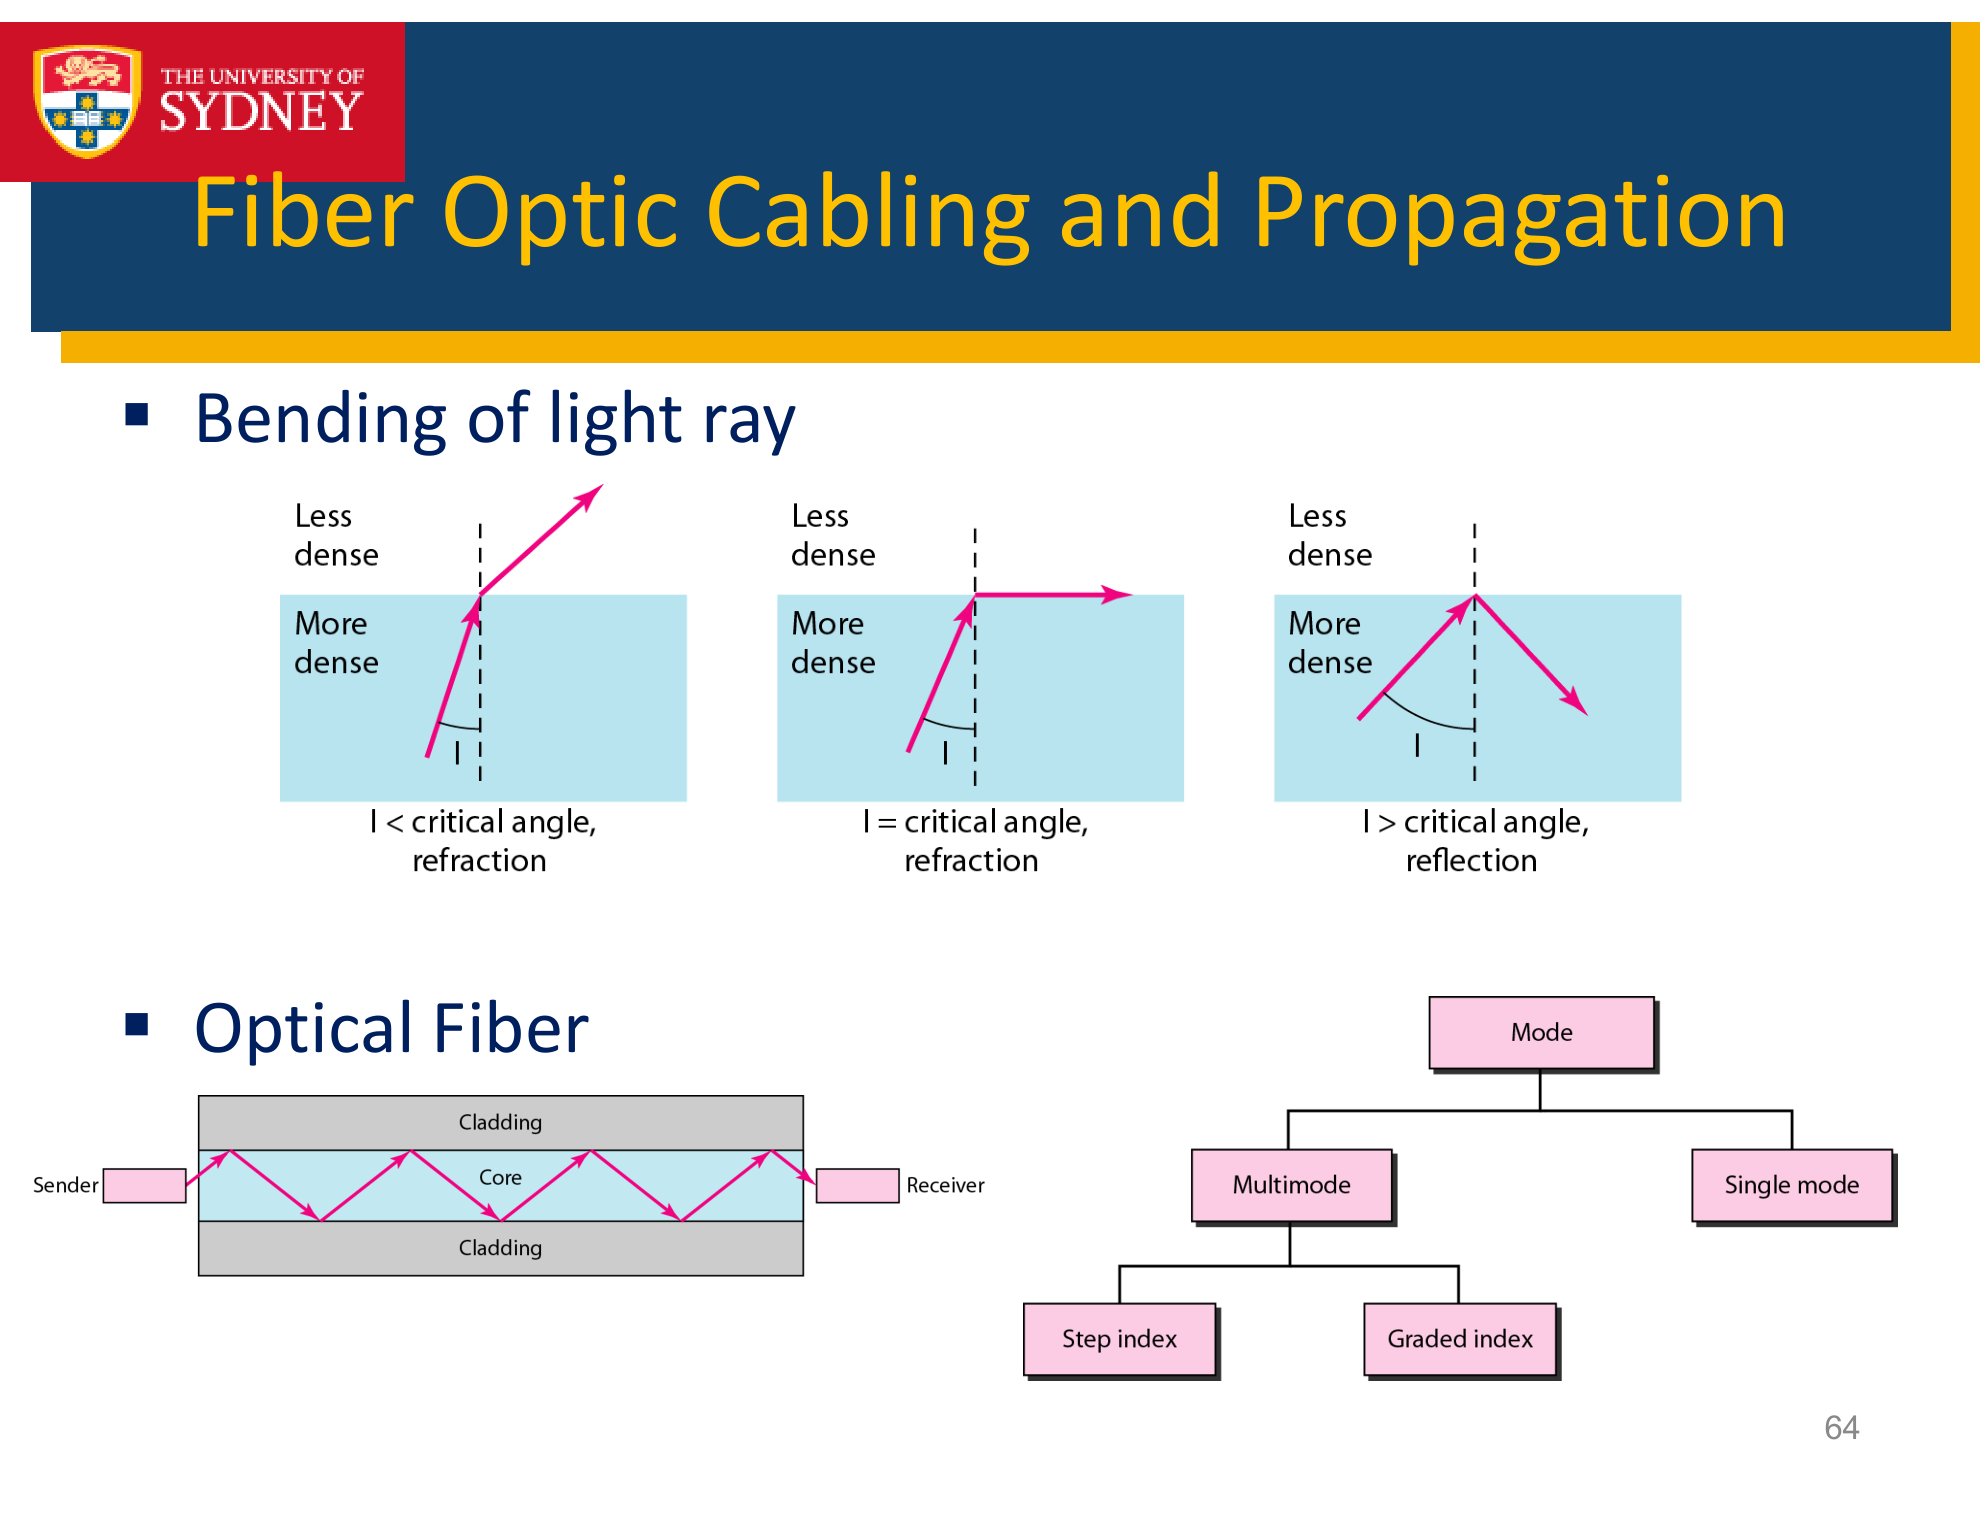 THE UNIVERSITY OF
SYDNEY
Fiber Optic Cabling and Propagation
▪ Bending of light ray
Less
dense
More
dense
I
I < critical angle,
refraction
Less
dense
More
dense
I
I = critical angle,
refraction
Less
dense
More
dense
I
I > critical angle,
reflection
▪ Optical Fiber
Cladding
Sender
Core
Receiver
Cladding
Mode
Multimode
Single mode
Step index
Graded index
64